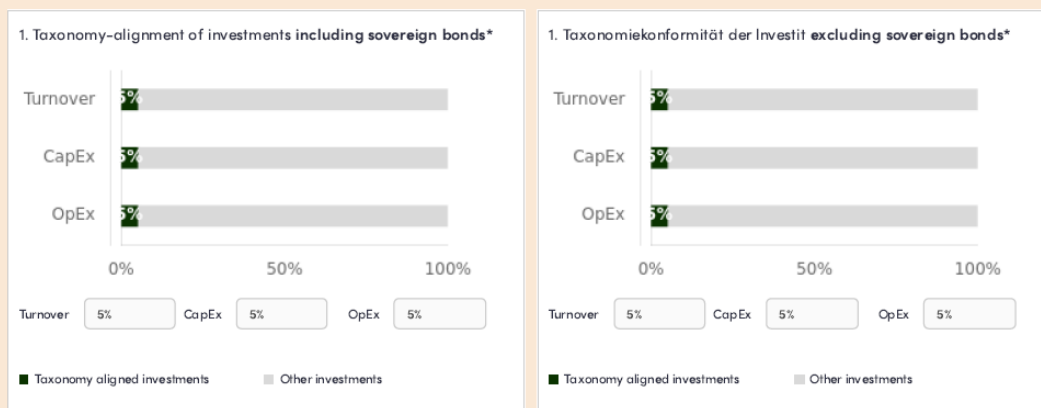 1. Taxonomy-alignment of investments including sovereign bonds*
Turnover 5%
CapEx 5%
OpEx 5%
0% 50% 100%
Turnover 5% CapEx 5% OpEx 5%
Taxonomy aligned investments Other investments
1. Taxonomiekonformität der Investit excluding sovereign bonds*
Turnover 5%
CapEx 5%
OpEx 5%
0% 50% 100%
Turnover 5% CapEx 5% OpEx 5%
Taxonomy aligned investments Other investments